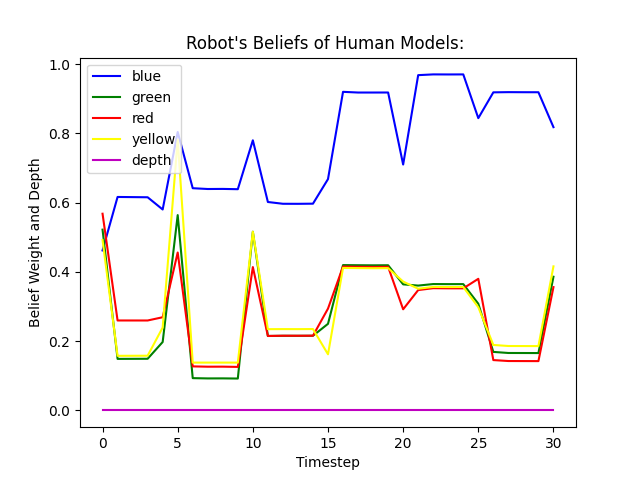 Robot's Beliefs of Human Models:
1.0
0.8
0.6
0.4
0.2
0.0
Belief Weight and Depth
blue
green
red
yellow
depth
0 5 10 15 20 25 30
Timestep